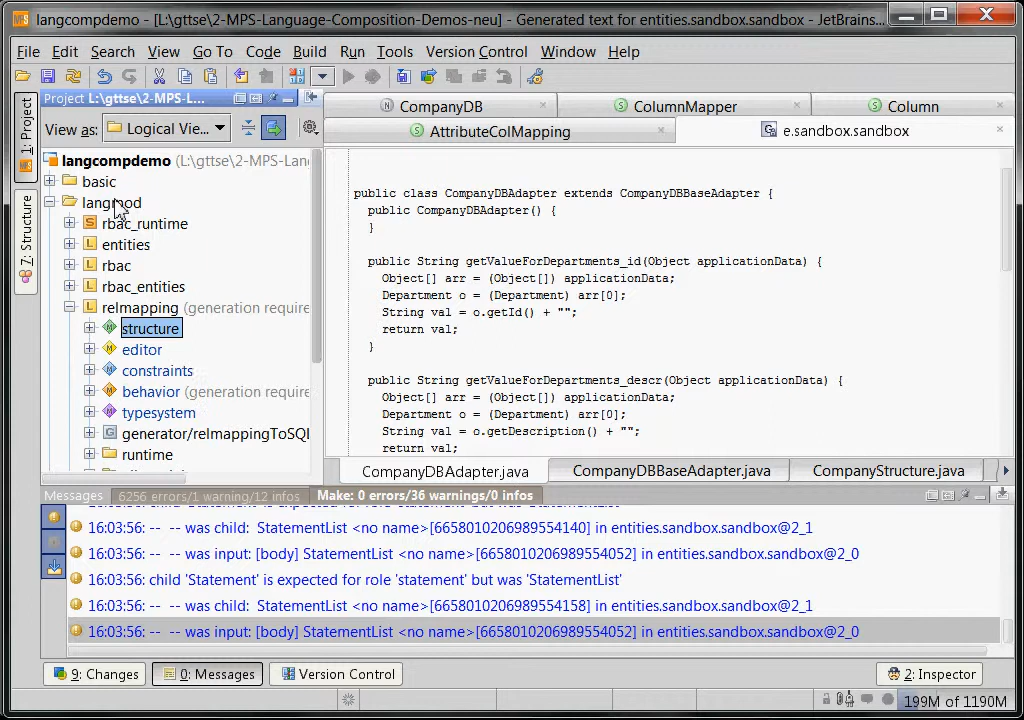 langcompdemo - [L:\gttse\2-MPS-Language-Composition-Demos-neu] - Generated text for entities.sandbox.sandbox - JetBrains...
File Edit Search View Go To Code Build Run Tools Version Control Window Help
Project L:\gttse\2-MPS-L...
View as: Logical Vie...
1: Project
7: Structure
langcompdemo (L:\gttse\2-MPS-Lan
basic
rbac_runtime
entities
rbac
rbac_entities
relmapping (generation require
structure
editor
constraints
behavior (generation require
typesystem
generator/relmappingToSQL
runtime
CompanyDB ColumnMapper Column
AttributeColMapping e.sandbox.sandbox
public class CompanyDBAdapter extends CompanyDBBaseAdapter {
public CompanyDBAdapter() {
}
public String getValueForDepartments_id(Object applicationData) {
Object[] arr = (Object[]) applicationData;
Department o = (Department) arr[0];
String val = o.getId() + "";
return val;
}
public String getValueForDepartments_descr(Object applicationData) {
Object[] arr = (Object[]) applicationData;
Department o = (Department) arr[0];
String val = o.getDescription() + "";
return val;
CompanyDBAdapter.java CompanyDBBaseAdapter.java CompanyStructure.java
Messages 6256 errors/1 warning/12 infos Make: 0 errors/36 warnings/0 infos
16:03:56: -- -- was child: StatementList <no name>[6658010206989554140] in entities.sandbox.sandbox@2_1
16:03:56: -- -- was input: [body] StatementList <no name>[6658010206989554052] in entities.sandbox.sandbox@2_0
16:03:56: child 'Statement' is expected for role 'statement' but was 'StatementList'
16:03:56: -- -- was child: StatementList <no name>[6658010206989554158] in entities.sandbox.sandbox@2_1
16:03:56: -- -- was input: [body] StatementList <no name>[6658010206989554052] in entities.sandbox.sandbox@2_0
9: Changes 0: Messages Version Control 2: Inspector
199M of 1190M